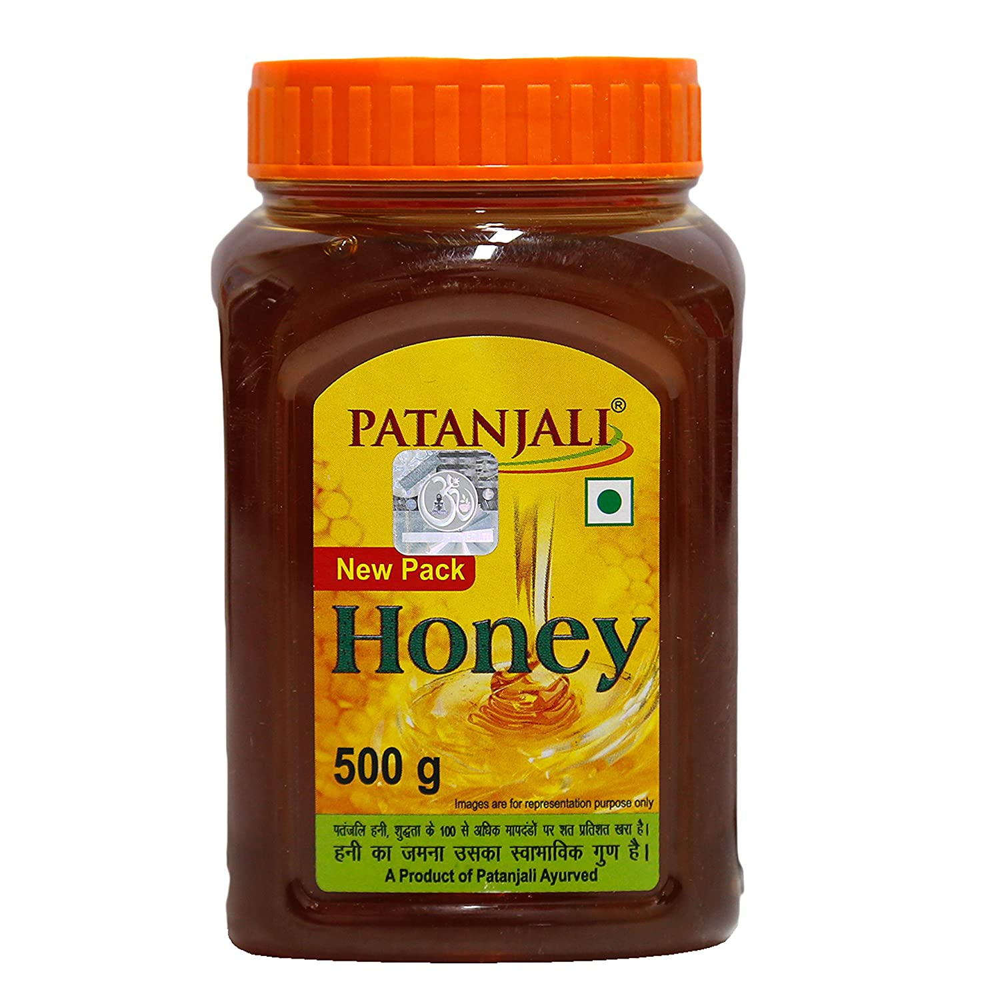 PATANJALI®
New Pack
Honey
500 g
Images are for representation purpose only
पतंजलि हनी, शुद्धता के 100 से अधिक मापदंडों पर शत प्रतिशत खरा है।
हनी का जमना उसका स्वाभाविक गुण है।
A Product of Patanjali Ayurved